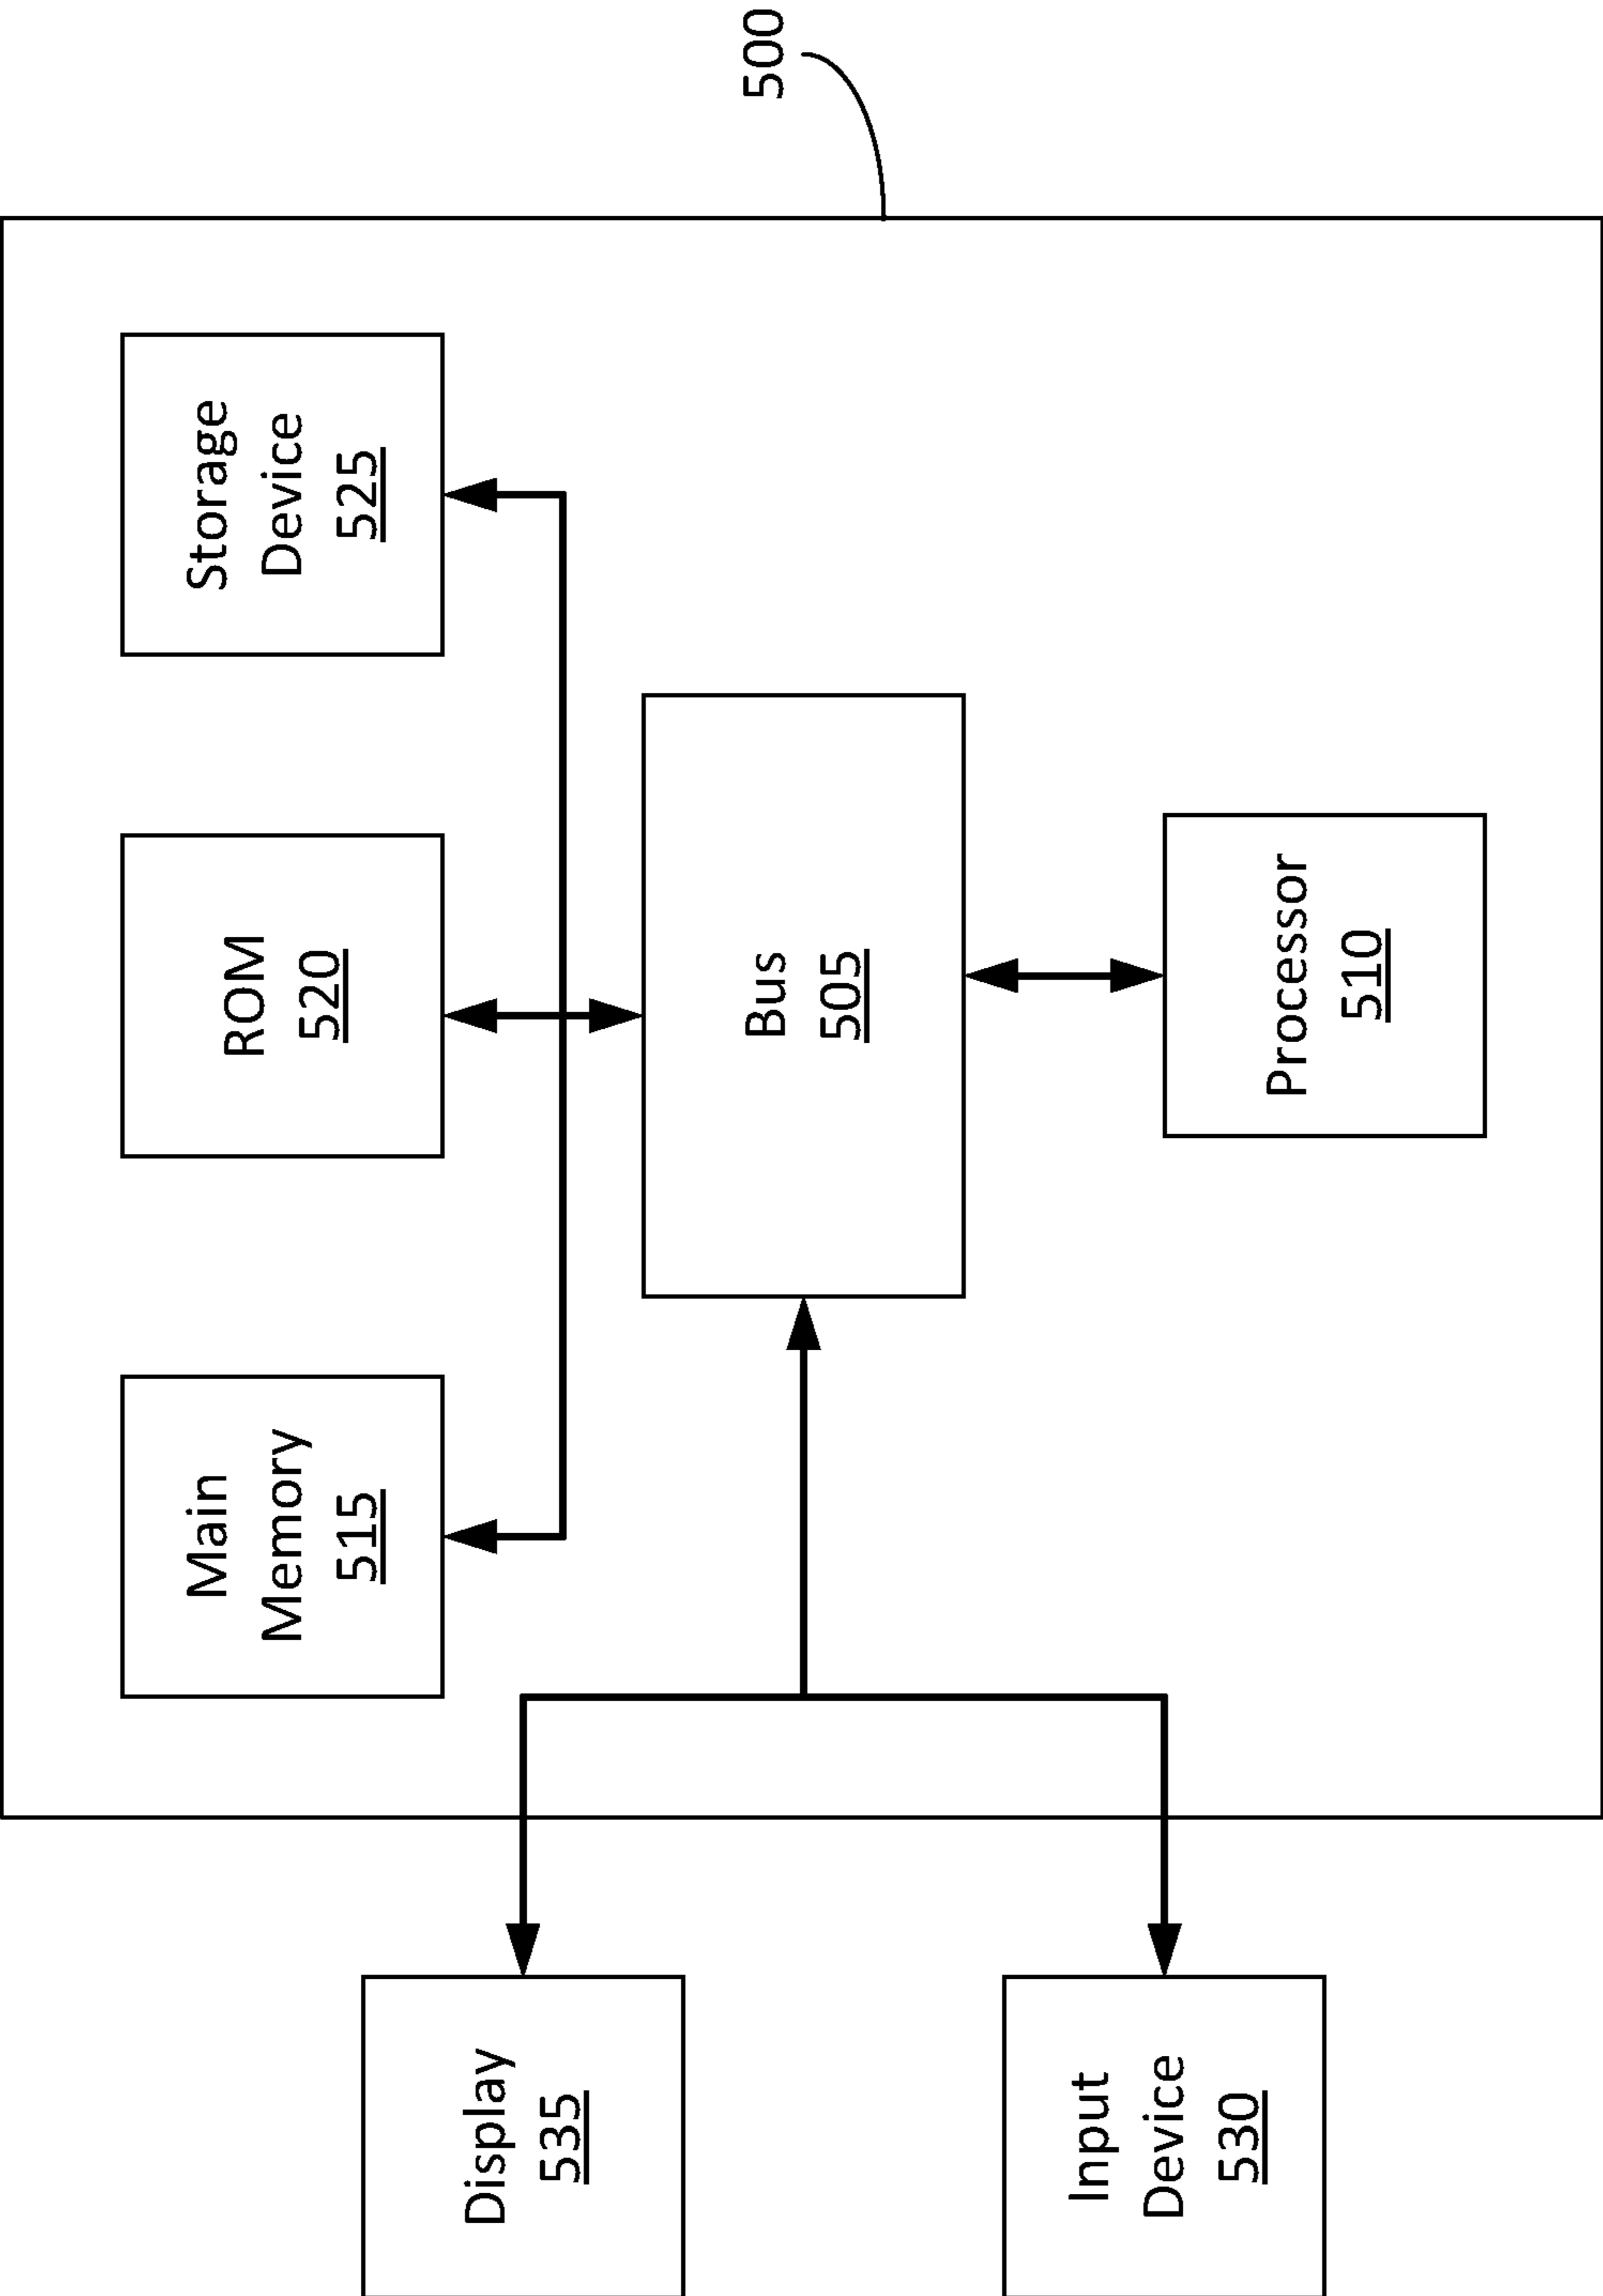 Display
535
Input
Device
530
Main
Memory
515
ROM
520
Storage
Device
525
Bus
505
Processor
510
500